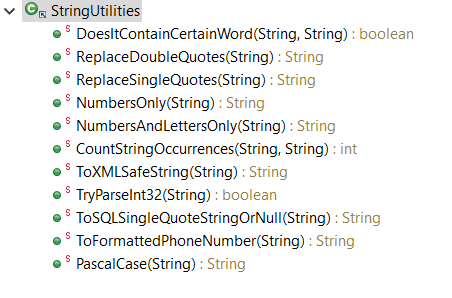 StringUtilities
S DoesItContainCertainWord(String, String) : boolean
S ReplaceDoubleQuotes(String) : String
S ReplaceSingleQuotes(String) : String
S NumbersOnly(String) : String
S NumbersAndLettersOnly(String) : String
S CountStringOccurrences(String, String) : int
S ToXMLSafeString(String) : String
S TryParseInt32(String) : boolean
S ToSQLSingleQuoteStringOrNull(String) : String
S ToFormattedPhoneNumber(String) : String
S PascalCase(String) : String